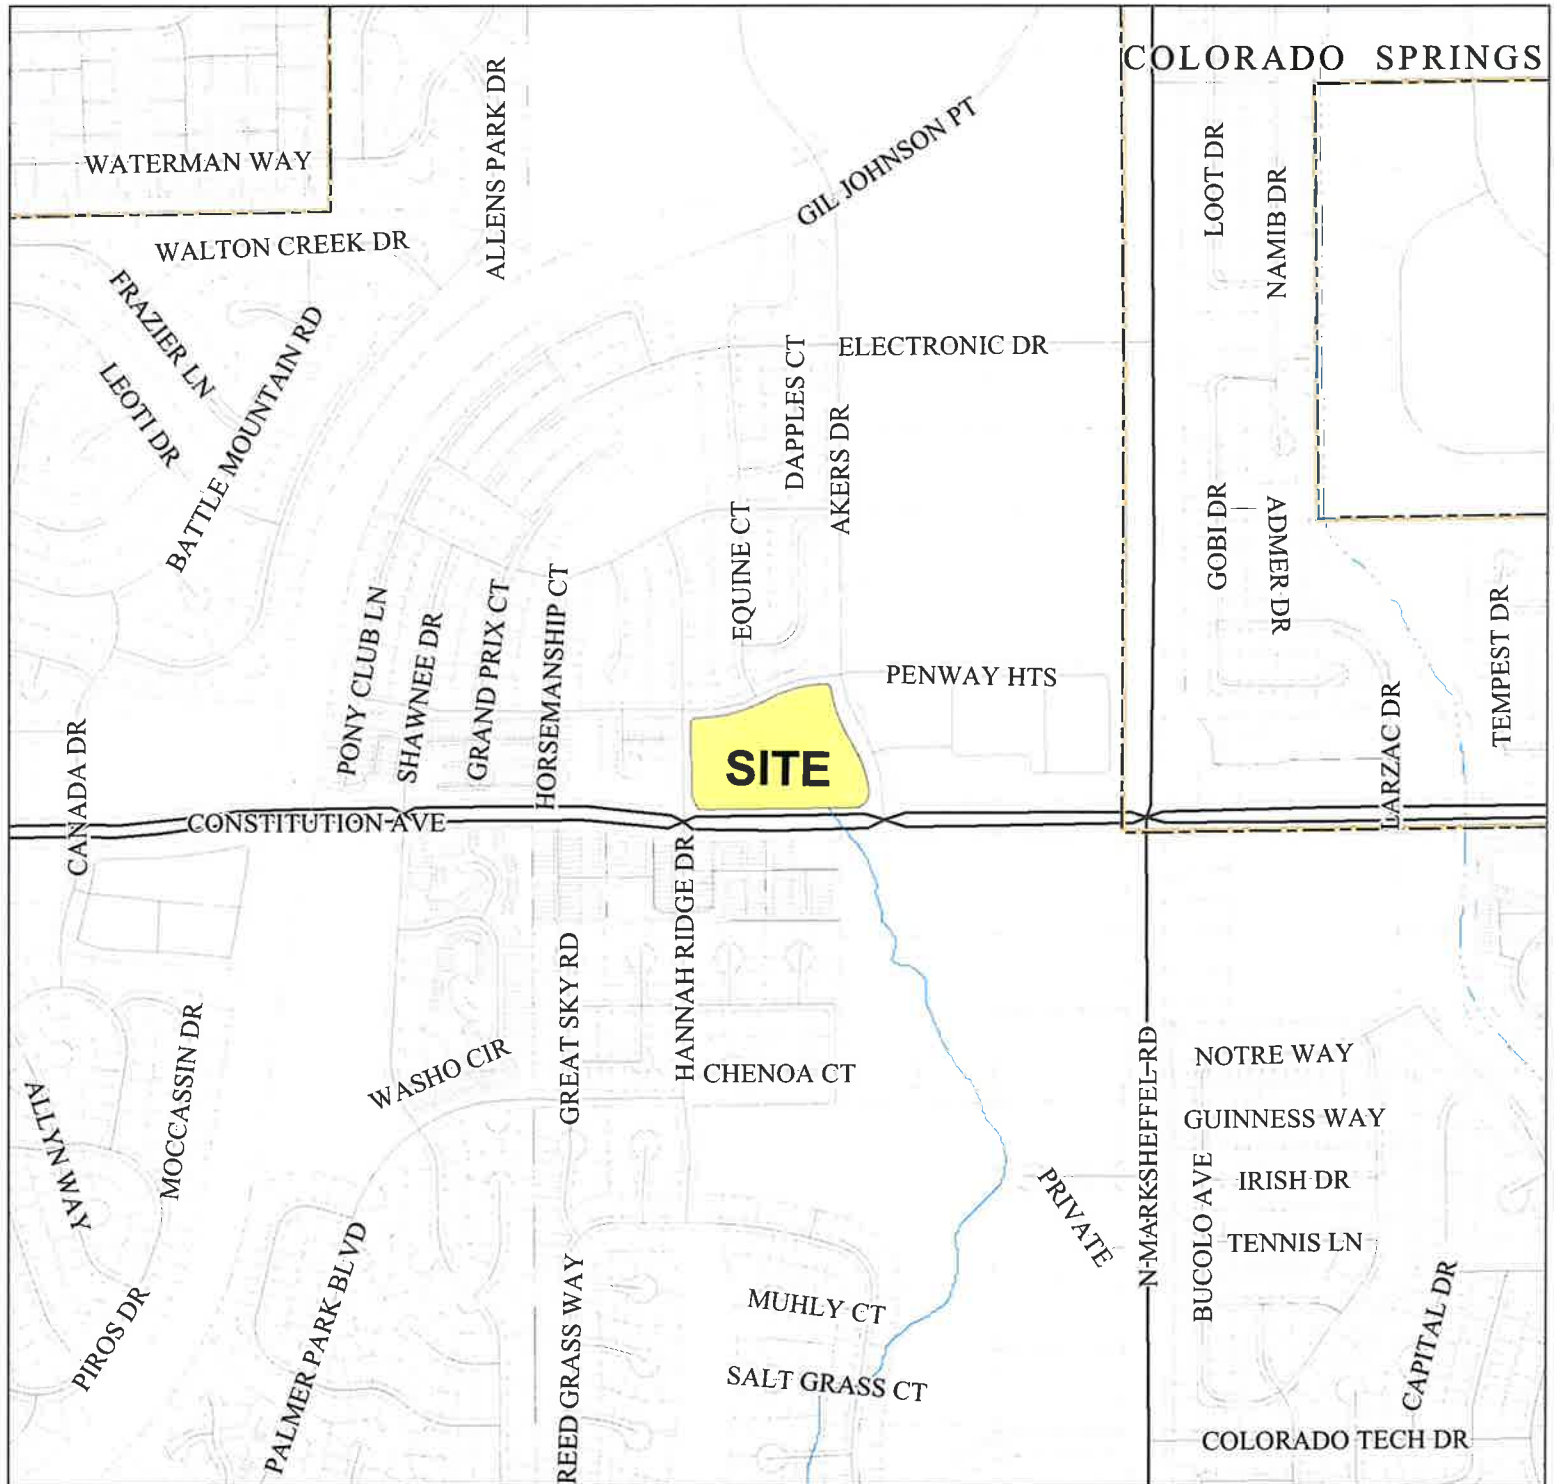 COLORADO SPRINGS
WATERMAN WAY
ALLENS PARK DR
GIL JOHNSON PT
LOOT DR
NAMIB DR
WALTON CREEK DR
FRAZIER LN
LEOTI DR
BATTLE MOUNTAIN RD
ELECTRONIC DR
DAPPLES CT
AKERS DR
EQUINE CT
GOBI DR
ADMER DR
PONY CLUB LN
SHAWNEE DR
GRAND PRIX CT
HORSEMANSHIP CT
PENWAY HTS
TEMPEST DR
LARZAC DR
CANADA DR
SITE
CONSTITUTION AVE
HANNAH RIDGE DR
GREAT SKY RD
MOCCASSIN DR
ALLYN WAY
WASHO CIR
CHENOA CT
N MARKSHEFFEL RD
NOTRE WAY
GUINNESS WAY
IRISH DR
PRIVATE
BUCOLO AVE
TENNIS LN
PIROS DR
PALMER PARK BLVD
REED GRASS WAY
MUHLY CT
SALT GRASS CT
CAPITAL DR
COLORADO TECH DR